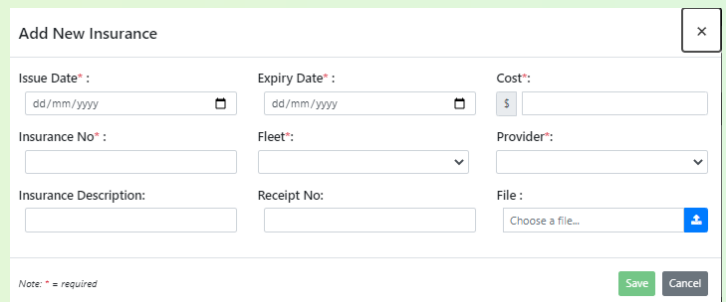 Add New Insurance ×
Issue Date* : Expiry Date* : Cost*:
dd/mm/yyyy dd/mm/yyyy $
Insurance No* : Fleet*: Provider*:
Insurance Description: Receipt No: File :
Choose a file...
Note: * = required Save Cancel